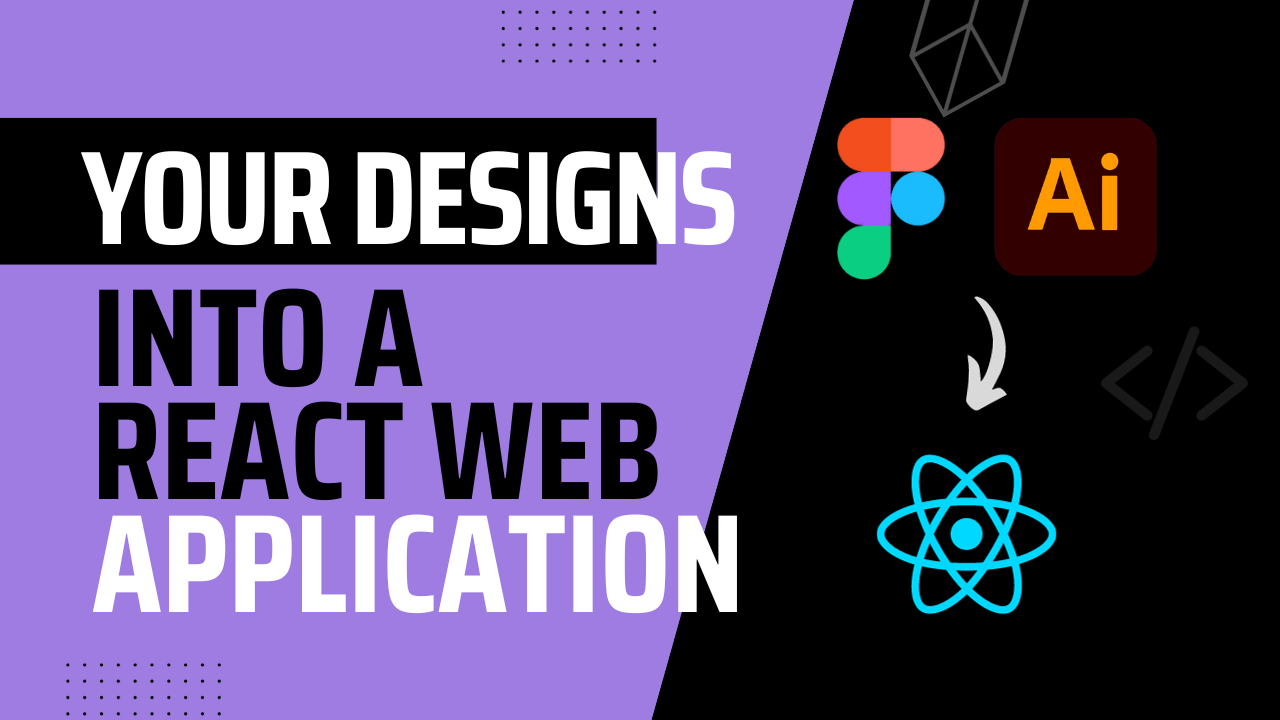 YOUR DESIGNS
INTO A
REACT WEB
APPLICATION
Ai
</>